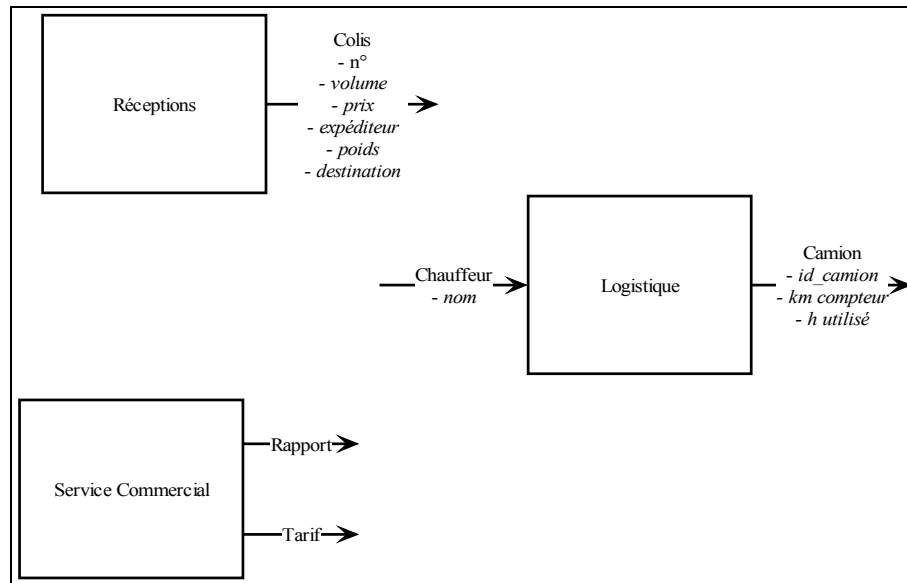 Réceptions
Colis
- n°
- volume
- prix
- expéditeur
- poids
- destination
Chauffeur
- nom
Logistique
Camion
- id_camion
- km compteur
- h utilisé
Service Commercial
Rapport
Tarif